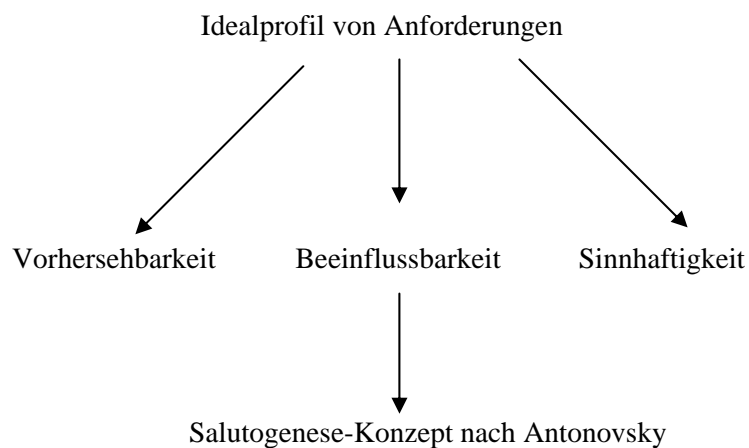 Idealprofil von Anforderungen
Vorhersehbarkeit Beeinflussbarkeit Sinnhaftigkeit
Salutogenese-Konzept nach Antonovsky